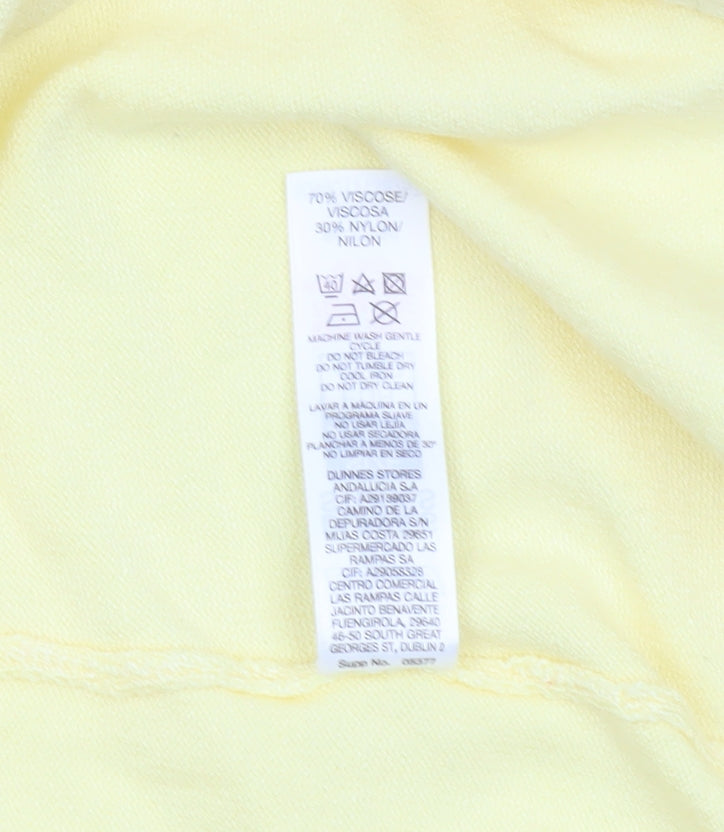 70% VISCOSE/
VISCOSA
30% NYLON/
NILON
40
MACHINE WASH GENTLE
CYCLE
DO NOT BLEACH
DO NOT TUMBLE DRY
COOL IRON
DO NOT DRY CLEAN
LAVAR A MÁQUINA EN UN
PROGRAMA SUAVE
NO USAR LEJÍA
NO USAR SECADORA
PLANCHAR A MENOS DE 30°
NO LIMPIAR EN SECO
DUNNES STORES
ANDALUCIA S.A
CIF: A29139037
CAMINO DE LA
DEPURADORA S/N
MIJAS COSTA 29651
SUPERMERCADO LAS
RAMPAS SA
CIF: A29058328
CENTRO COMERCIAL
LAS RAMPAS CALLE
JACINTO BENAVENTE
FUENGIROLA, 29640
46-50 SOUTH GREAT
GEORGES ST, DUBLIN 2
Supp No. 05377